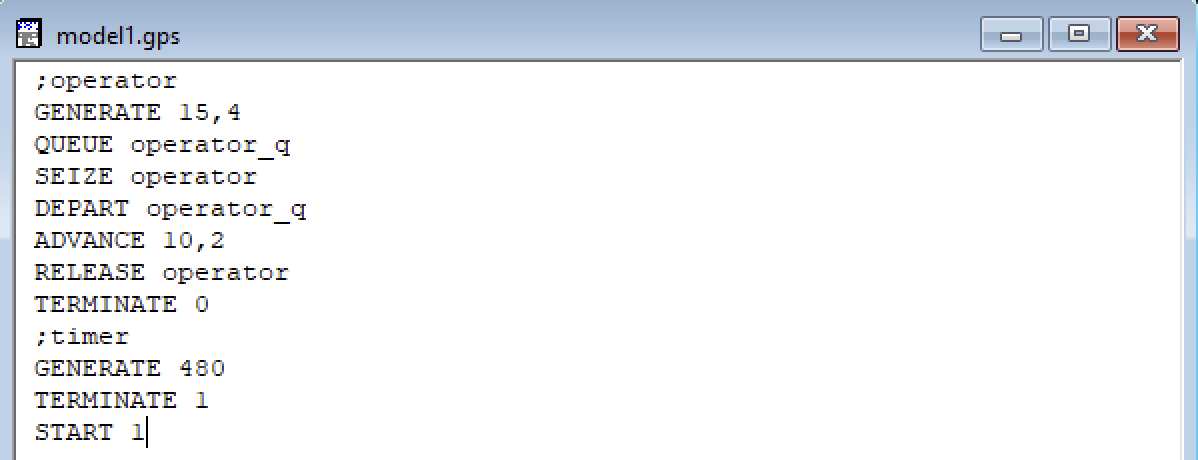 model1.gps
;operator
GENERATE 15,4
QUEUE operator_q
SEIZE operator
DEPART operator_q
ADVANCE 10,2
RELEASE operator
TERMINATE 0
;timer
GENERATE 480
TERMINATE 1
START 1